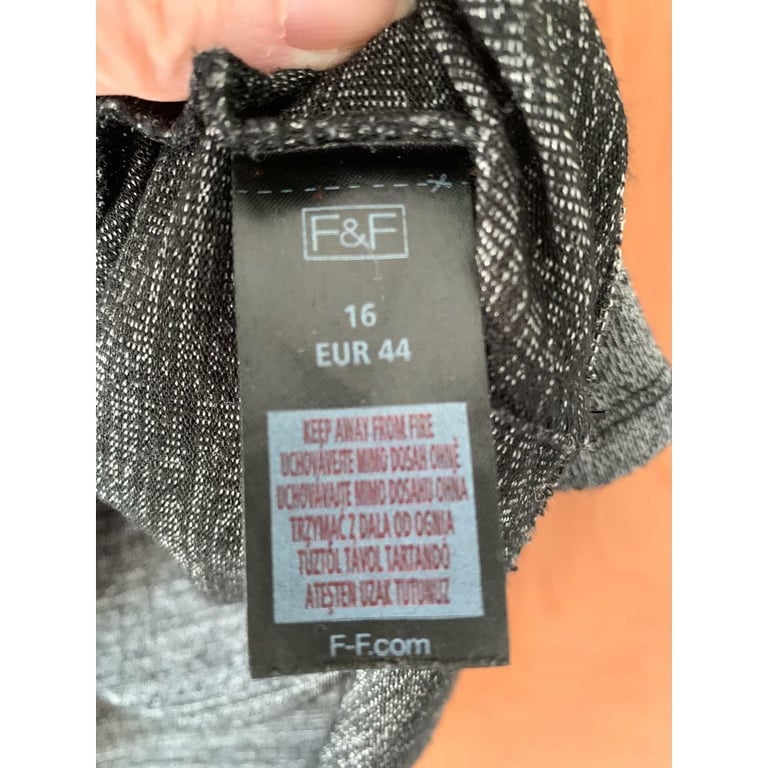 F&F
16
EUR 44
KEEP AWAY FROM FIRE
UCHOVÁVEJTE MIMO DOSAH OHNĚ
UCHOVÁVAJTE MIMO DOSAHU OHŇA
TRZYMAĆ Z DALA OD OGNIA
TŰZTŐL TÁVOL TARTANDÓ
ATEŞTEN UZAK TUTUNUZ
F-F.com